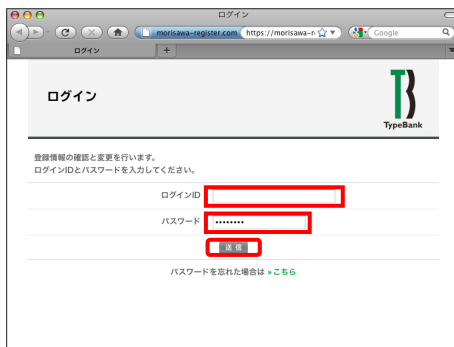 ログイン
morisawa-register.com https://morisawa-r
Google
ログイン +
ログイン
TypeBank
登録情報の確認と変更を行います。
ログインIDとパスワードを入力してください。
ログインID
パスワード ••••••••
送 信
パスワードを忘れた場合は »こちら